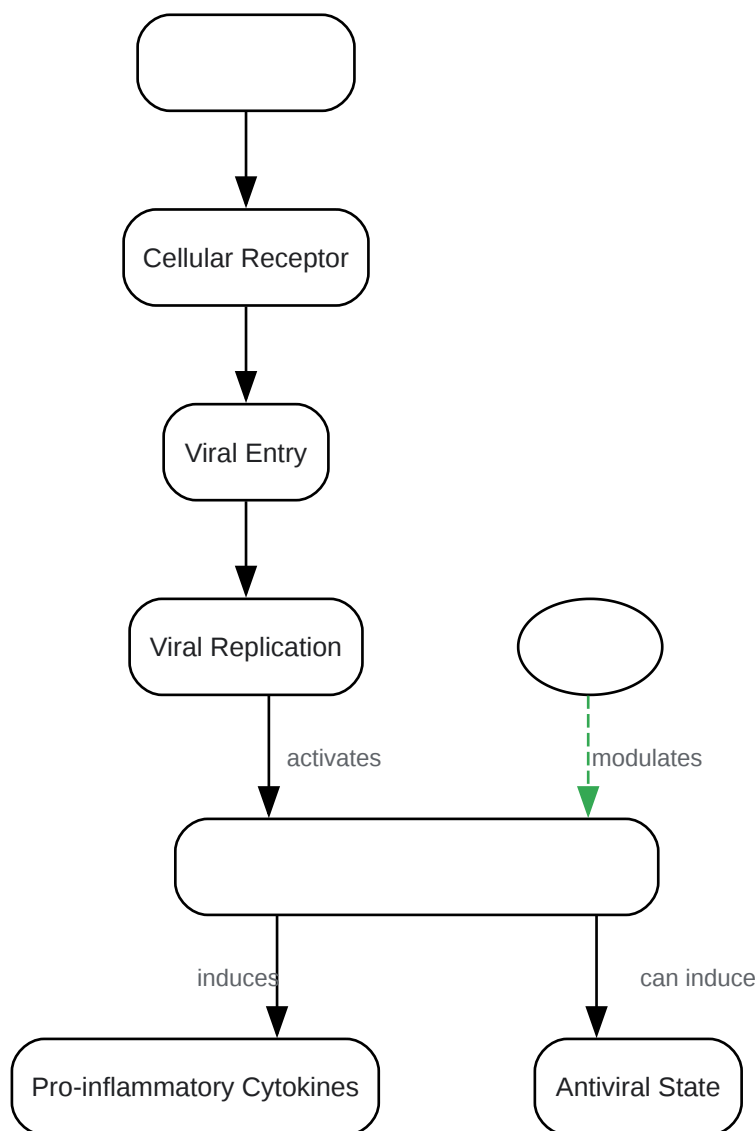 Cellular Receptor
Viral Entry
Viral Replication
activates
modulates
induces
can induce
Pro-inflammatory Cytokines
Antiviral State